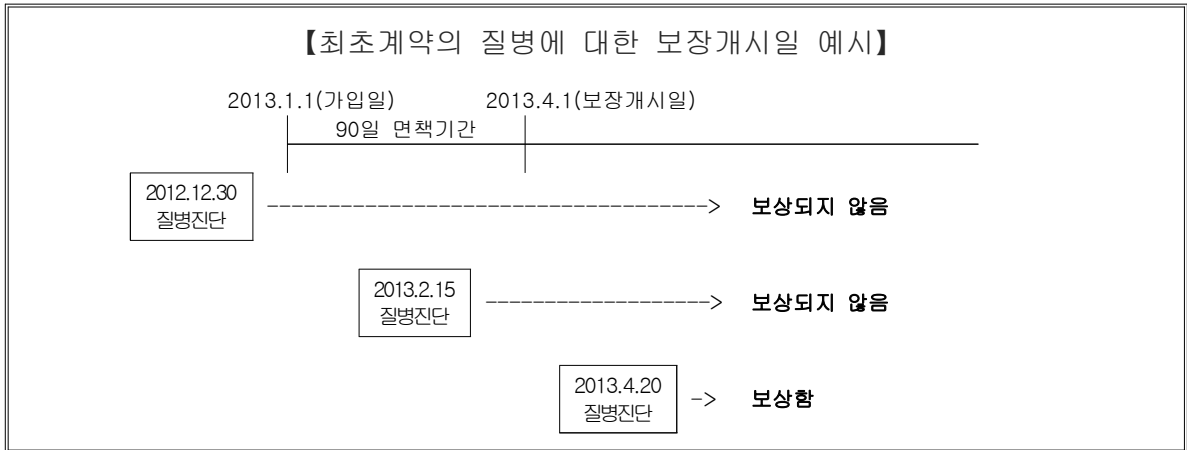 【최초계약의 질병에 대한 보장개시일 예시】
2013.1.1(가입일) 2013.4.1(보장개시일)
90일 면책기간
2012.12.30
질병진단
------------------------------------> 보상되지 않음
2013.2.15
질병진단
-------------------> 보상되지 않음
2013.4.20
질병진단
-> 보상함